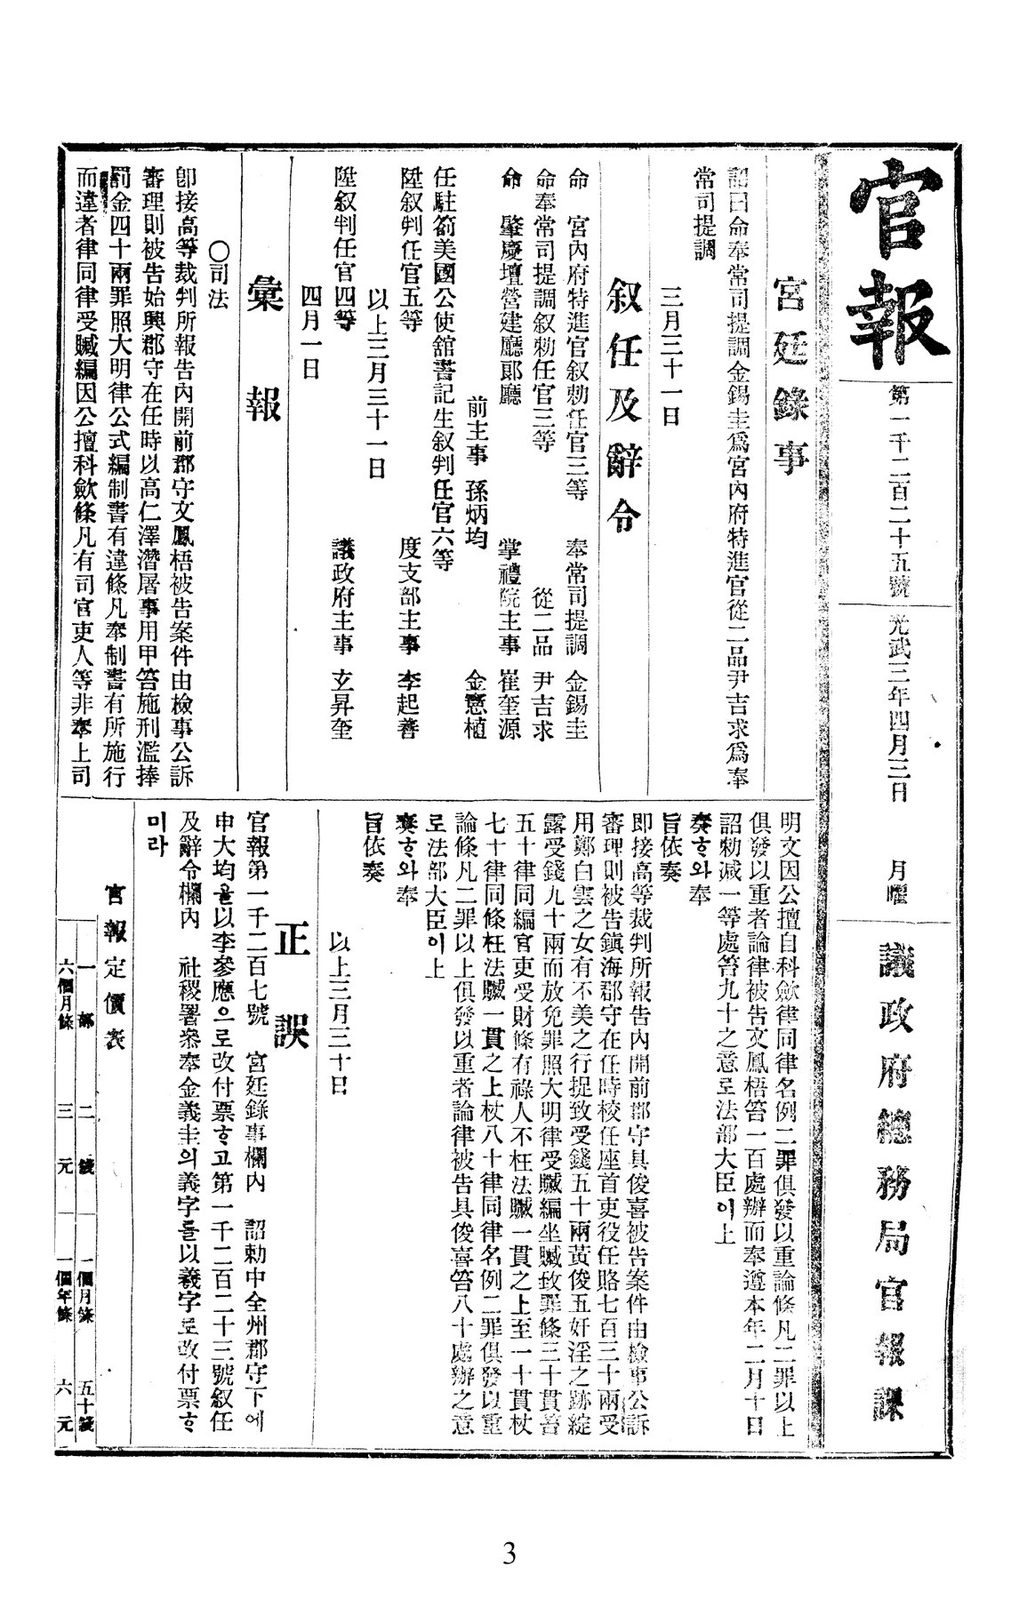 官報
第一千二百二十五號
光武三年四月三日
月曜
議政府總務局官報課
宮廷錄事
三月三十一日
詔曰命奉常司提調金錫圭爲宮內府特進官從二品尹吉求爲奉
常司提調
叙任及辭令
命　宮內府特進官叙勅任官三等　奉常司提調　金錫圭
命奉常司提調叙勅任官三等　從二品　尹吉求
命　肇慶壇營建廳郞廳　掌禮院主事　崔奎源
前主事　孫炳均　金憲植
任駐箚美國公使舘書記生叙判任官六等
陞叙判任官五等　度支部主事　李起善
以上三月三十一日
陞叙判任官四等　議政府主事　玄昇奎
四月一日
彙報
○司法
卽接高等裁判所報告內開前郡守文鳳梧被告案件由檢事公訴
審理則被告始興郡守在任時以高仁澤潛屠事用甲笞施刑濫捧
罰金四十兩罪照大明律公式編制書有違條凡奉制書有所施行
而違者律同律受贓編因公擅科歛條凡有司官吏人等非奉上司
明文因公擅自科歛律同律名例二罪俱發以重論條凡二罪以上
俱發以重者論律被告文鳳梧笞一百處辦而奉遵本年二月十日
詔勅減一等處笞九十之意로法部大臣이上
奏ᄒᆞ와奉
旨依奏
卽接高等裁判所報告內開前郡守具俊喜被告案件由檢事公訴
審理則被告鎭海郡守在任時校任座首吏役任賂七百三十兩受
用鄭白雲之女有不美之行捉致受錢五十兩黃俊五奸淫之跡綻
露受錢九十兩而放免罪照大明律受贓編坐贓致罪條三十貫笞
五十律同編官吏受財條有祿人不枉法贓一貫之上至一十貫杖
七十律同條枉法贓一貫之上杖八十律同律名例二罪俱發以重
論條凡二罪以上俱發以重者論律被告具俊喜笞八十處辦之意
로法部大臣이上
奏ᄒᆞ와奉
旨依奏
以上三月三十日
正誤
官報第一千二百七號　宮廷錄事欄內　詔勅中全州郡守下에
申大均을以李參應으로改付票ᄒᆞ고第一千二百二十三號叙任
及辭令欄內　社稷署參奉金義圭의義字를以羲字로改付票ᄒᆞ
미라
官報定價表
一部　二錢　一個月條　五十錢
六個月條　三元　一個年條　六元
3